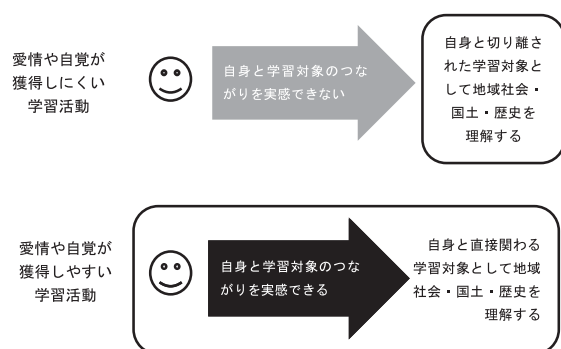 愛情や自覚が
獲得しにくい
学習活動
自身と学習対象のつな
がりを実感できない
自身と切り離さ
れた学習対象と
して地域社会・
国土・歴史を
理解する
愛情や自覚が
獲得しやすい
学習活動
自身と学習対象のつな
がりを実感できる
自身と直接関わる
学習対象として地域
社会・国土・歴史を
理解する